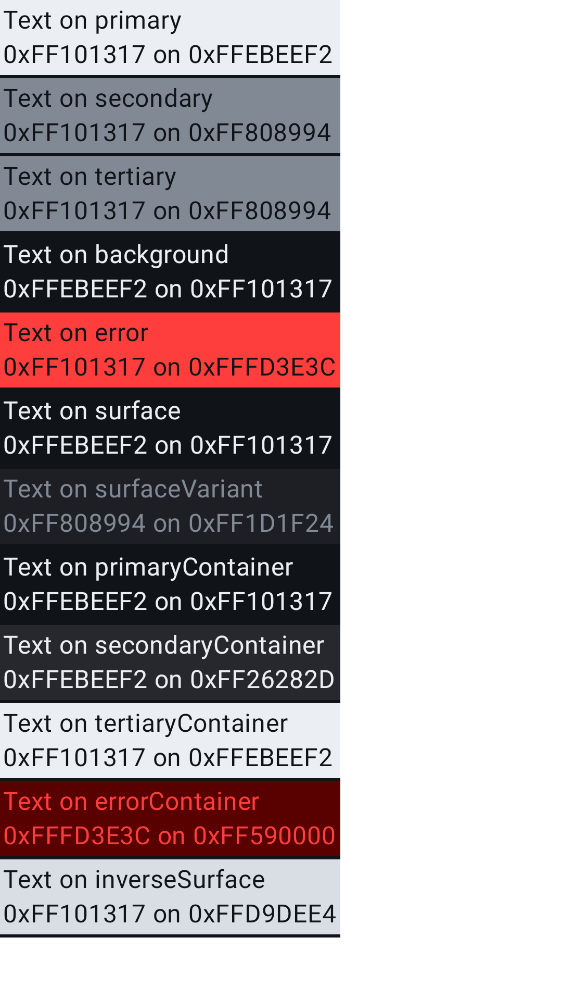 Text on primary
0xFF101317 on 0xFFEBEEF2
Text on secondary
0xFF101317 on 0xFF808994
Text on tertiary
0xFF101317 on 0xFF808994
Text on background
0xFFEBEEF2 on 0xFF101317
Text on error
0xFF101317 on 0xFFFD3E3C
Text on surface
0xFFEBEEF2 on 0xFF101317
Text on surfaceVariant
0xFF808994 on 0xFF1D1F24
Text on primaryContainer
0xFFEBEEF2 on 0xFF101317
Text on secondaryContainer
0xFFEBEEF2 on 0xFF26282D
Text on tertiaryContainer
0xFF101317 on 0xFFEBEEF2
Text on errorContainer
0xFFFD3E3C on 0xFF590000
Text on inverseSurface
0xFF101317 on 0xFFD9DEE4